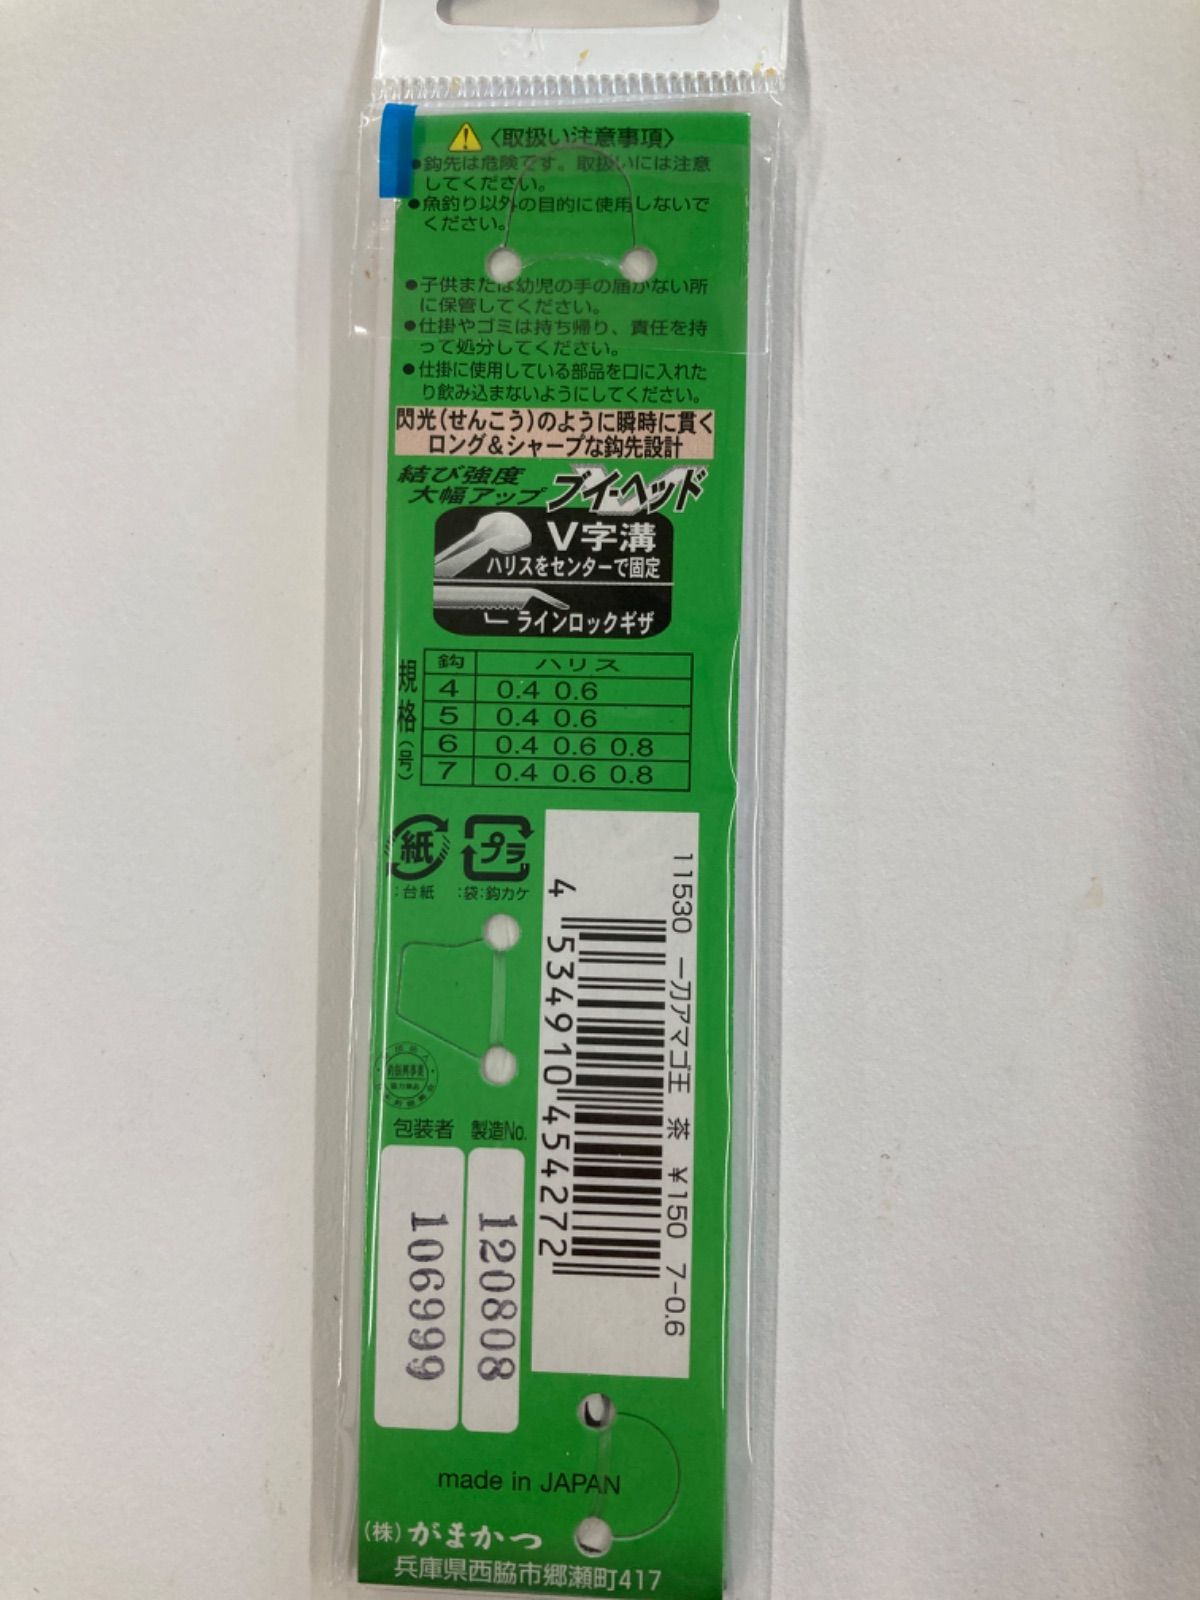 〈取扱い注意事項〉
●鈎先は危険です。取扱いには注意
してください。
●魚釣り以外の目的に使用しないで
ください。
●子供または幼児の手の届かない所
に保管してください。
●仕掛やゴミは持ち帰り、責任を持
って処分してください。
●仕掛に使用している部品を口に入れた
り飲み込まないようにしてください。
閃光(せんこう)のように瞬時に貫く
ロング&シャープな鈎先設計
結び強度
大幅アップ
ブイ・ヘッド
V字溝
ハリスをセンターで固定
ラインロックギザ
規格(号)
鈎 ハリス
4 0.4 0.6
5 0.4 0.6
6 0.4 0.6 0.8
7 0.4 0.6 0.8
紙 プラ
:台紙 :袋:鈎カケ
11530 一刀アマゴ王 茶 ¥150 7-0.6
4 534910 454272
包装者 製造No.
106999
120808
made in JAPAN
(株)がまかつ
兵庫県西脇市郷瀬町417